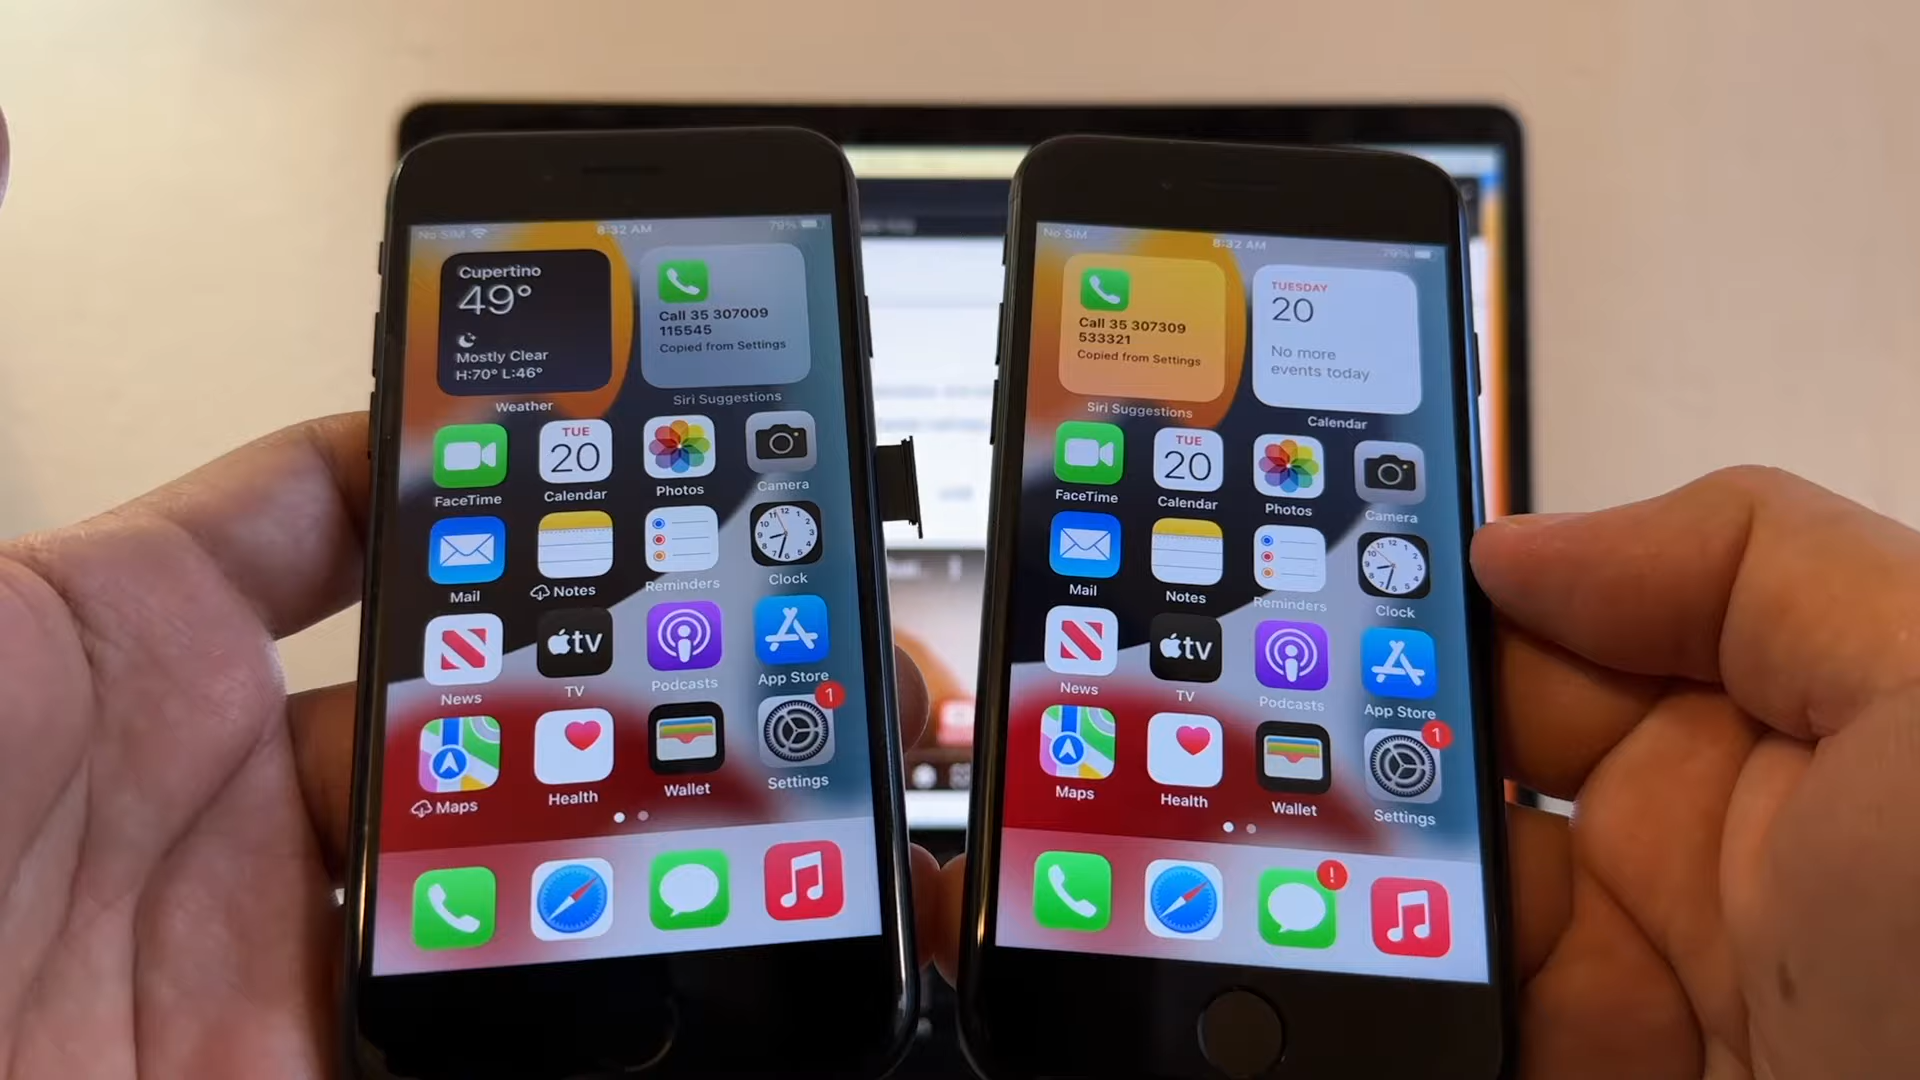 No SIM
8:32 AM
79%
Cupertino
49°
Mostly Clear
H:70° L:46°
Weather
Call 35 307009
115545
Copied from Settings
Siri Suggestions
FaceTime
TUE
20
Calendar
Photos
Camera
Mail
Notes
Reminders
Clock
News
tv
TV
Podcasts
App Store
Maps
Health
Wallet
1
Settings
No SIM
8:32 AM
79%
Call 35 307309
533321
Copied from Settings
Siri Suggestions
TUESDAY
20
No more
events today
Calendar
FaceTime
TUE
20
Calendar
Photos
Camera
Mail
Notes
Reminders
Clock
News
tv
TV
Podcasts
App Store
Maps
Health
Wallet
1
Settings
!